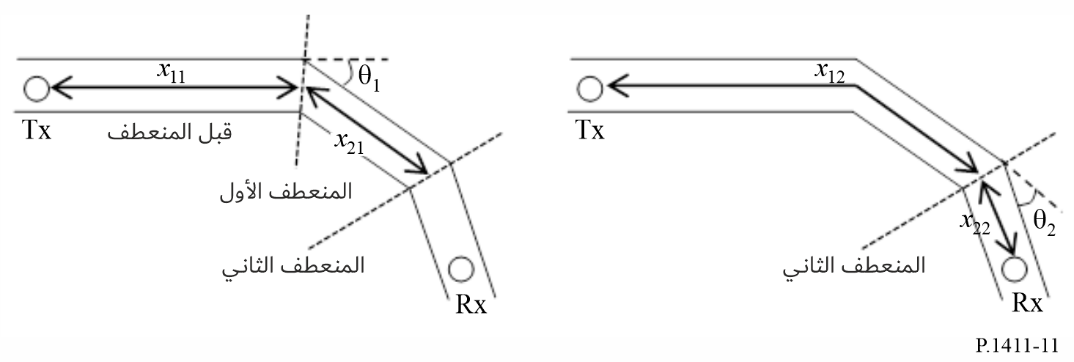 x11
θ1
Tx
قبل المنعطف
x21
المنعطف الأول
المنعطف الثاني
Rx
x12
Tx
x22
θ2
المنعطف الثاني
Rx
P.1411-11